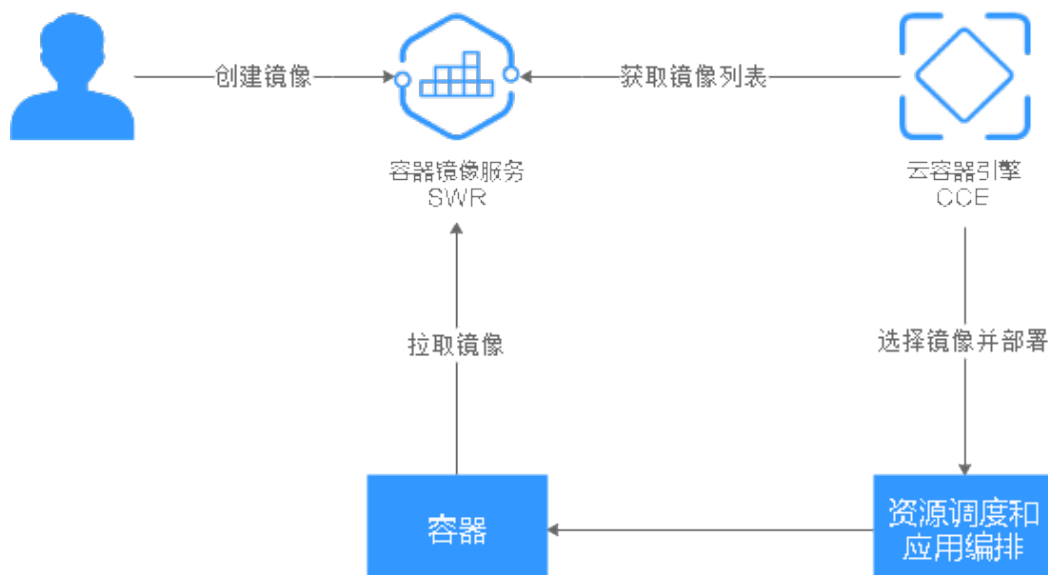 创建镜像
获取镜像列表
容器镜像服务
SWR
云容器引擎
CCE
拉取镜像
选择镜像并部署
容器
资源调度和
应用编排